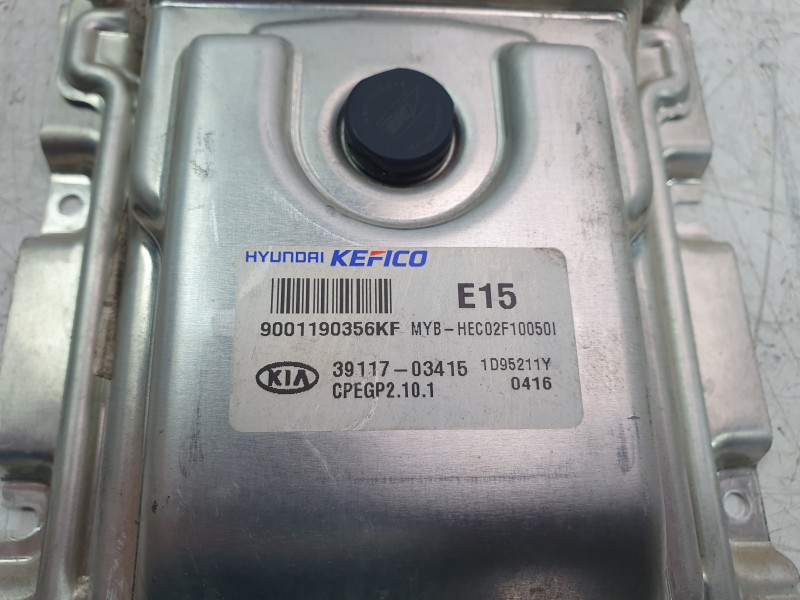 HYUNDAI KEFICO
E15
9001190356KF MYB-HEC02F10050I
KIA 39117-03415 1D95211Y
CPEGP2.10.1 0416